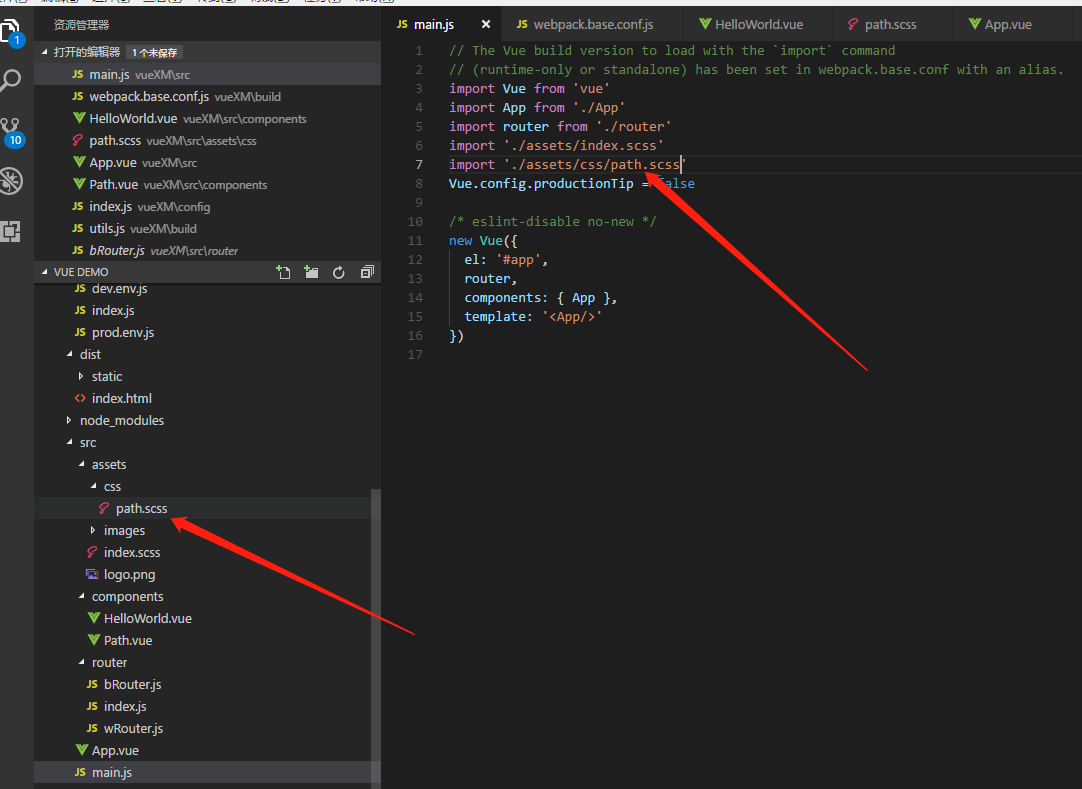 资源管理器
1
打开的编辑器 1 个未保存
JS main.js vueXM\src
JS webpack.base.conf.js vueXM\build
HelloWorld.vue vueXM\src\components
path.scss vueXM\src\assets\css
App.vue vueXM\src
Path.vue vueXM\src\components
JS index.js vueXM\config
JS utils.js vueXM\build
JS bRouter.js vueXM\src\router
10
VUE DEMO
JS dev.env.js
JS index.js
JS prod.env.js
dist
static
<> index.html
node_modules
src
assets
css
path.scss
images
index.scss
logo.png
components
HelloWorld.vue
Path.vue
router
JS bRouter.js
JS index.js
JS wRouter.js
App.vue
JS main.js
JS main.js ×
JS webpack.base.conf.js
HelloWorld.vue
path.scss
App.vue
1 // The Vue build version to load with the `import` command
2 // (runtime-only or standalone) has been set in webpack.base.conf with an alias.
3 import Vue from 'vue'
4 import App from './App'
5 import router from './router'
6 import './assets/index.scss'
7 import './assets/css/path.scss'
8 Vue.config.productionTip = false
9
10 /* eslint-disable no-new */
11 new Vue({
12 el: '#app',
13 router,
14 components: { App },
15 template: '<App/>'
16 })
17